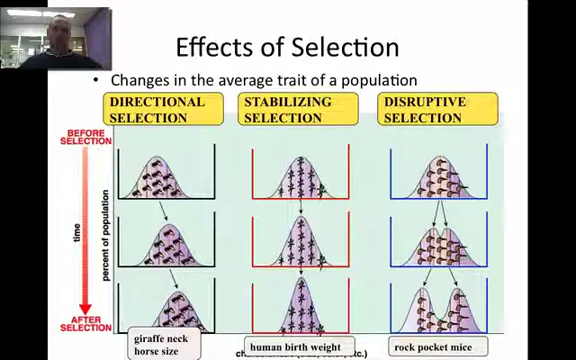 Effects of Selection
• Changes in the average trait of a population
DIRECTIONAL
SELECTION
STABILIZING
SELECTION
DISRUPTIVE
SELECTION
BEFORE
SELECTION
time
percent of population
AFTER
SELECTION
giraffe neck
horse size
human birth weight
rock pocket mice
etc.)